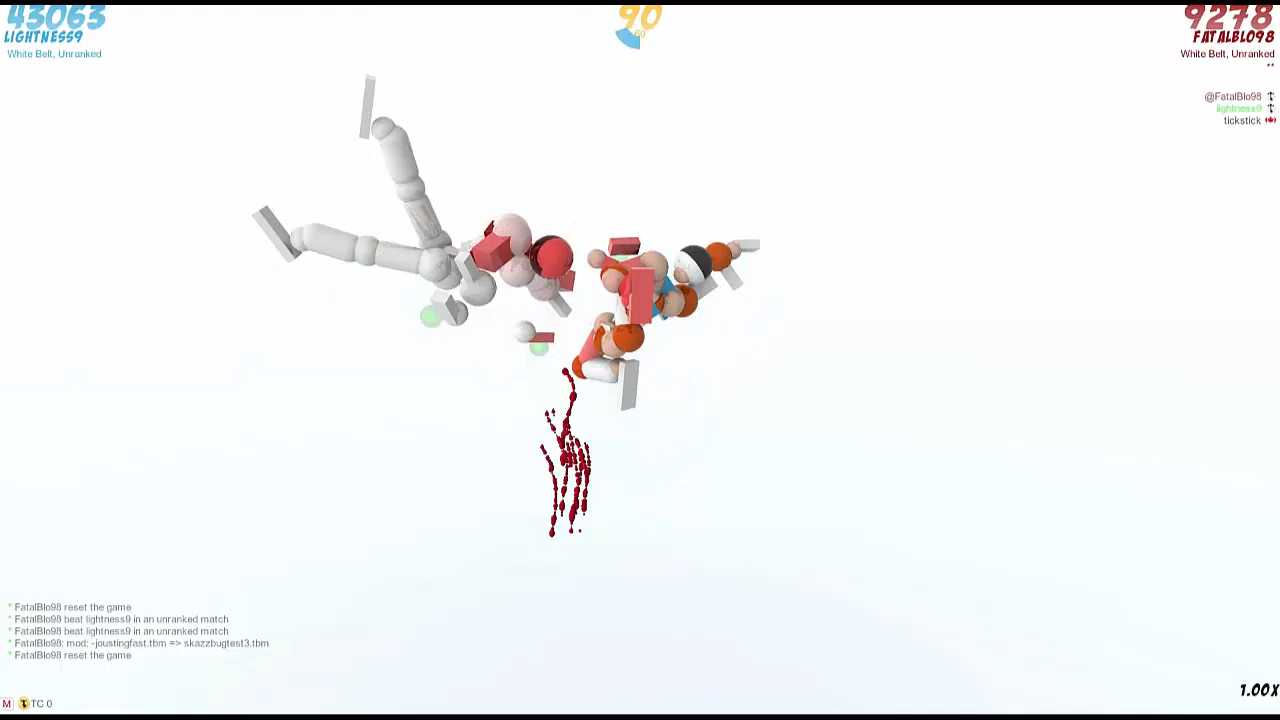 43063
LIGHTNESS9
White Belt, Unranked
90
60
9278
FATALBLO98
White Belt, Unranked
**
@FatalBlo98
lightness9
tickstick
* FatalBlo98 reset the game
* FatalBlo98 beat lightness9 in an unranked match
* FatalBlo98 beat lightness9 in an unranked match
* FatalBlo98: mod: -joustingfast.tbm => skazzbugtest3.tbm
* FatalBlo98 reset the game
1.00X
M TC 0